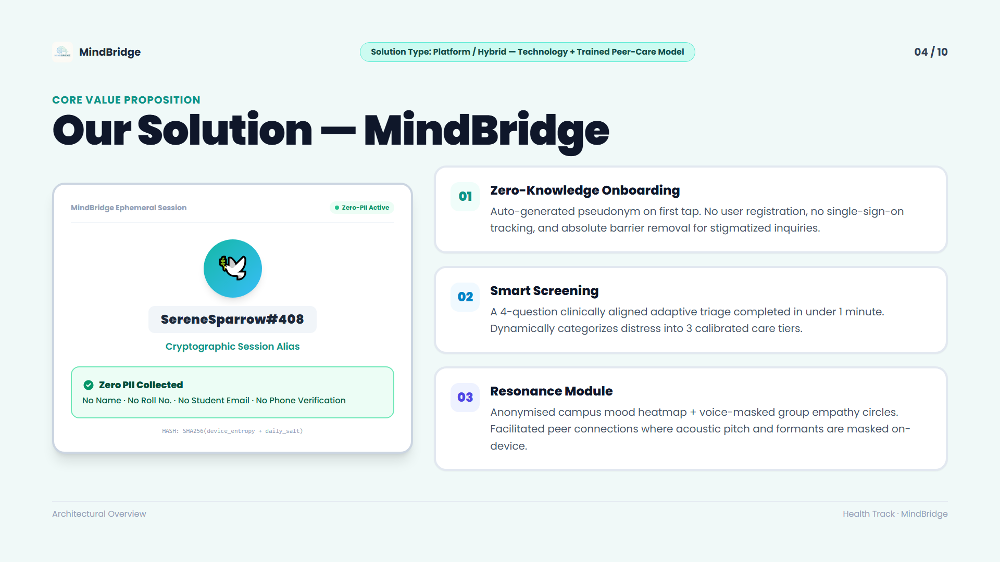 MindBridge
Solution Type: Platform / Hybrid — Technology + Trained Peer-Care Model
04 / 10
CORE VALUE PROPOSITION
Our Solution — MindBridge
MindBridge Ephemeral Session
Zero-PII Active
SereneSparrow#408
Cryptographic Session Alias
Zero PII Collected
No Name · No Roll No. · No Student Email · No Phone Verification
HASH: SHA256(device_entropy + daily_salt)
01
Zero-Knowledge Onboarding
Auto-generated pseudonym on first tap. No user registration, no single-sign-on
tracking, and absolute barrier removal for stigmatized inquiries.
02
Smart Screening
A 4-question clinically aligned adaptive triage completed in under 1 minute.
Dynamically categorizes distress into 3 calibrated care tiers.
03
Resonance Module
Anonymised campus mood heatmap + voice-masked group empathy circles.
Facilitated peer connections where acoustic pitch and formants are masked on-
device.
Architectural Overview
Health Track · MindBridge